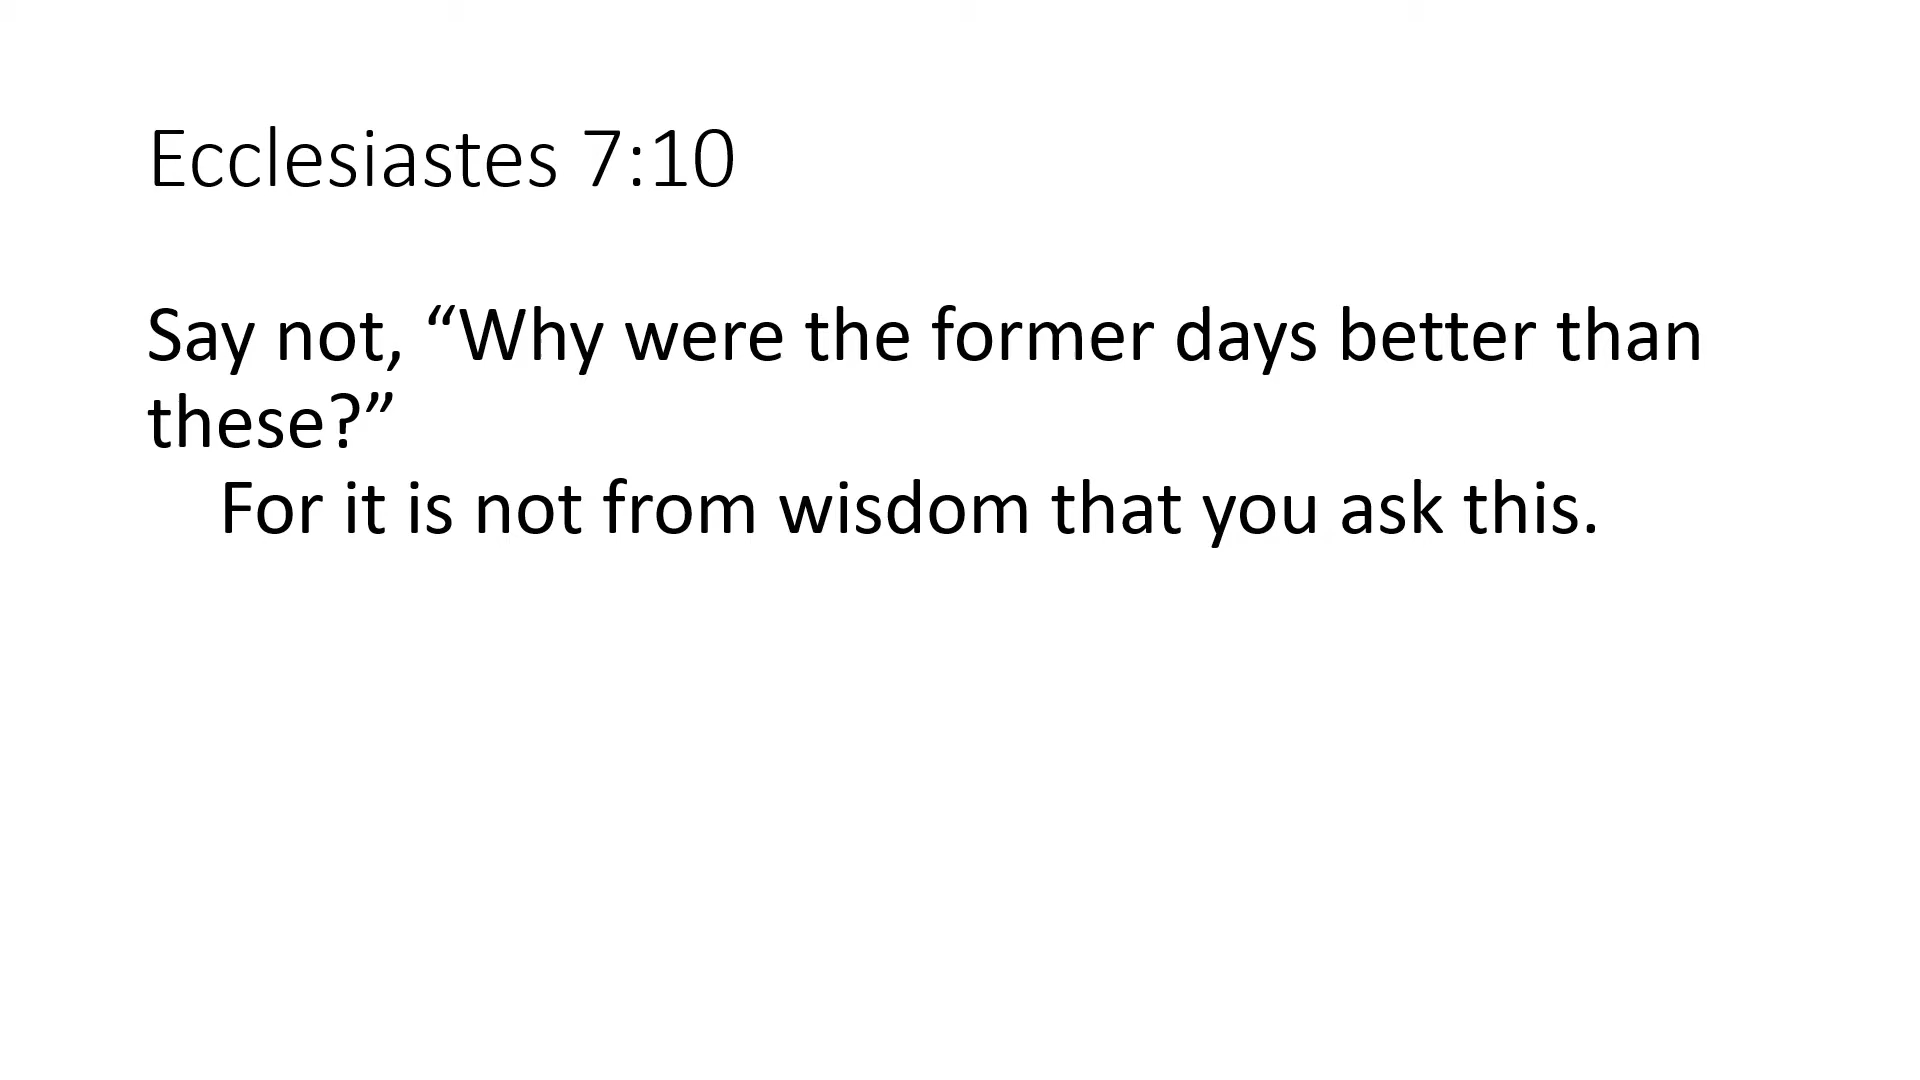 Ecclesiastes 7:10
Say not, “Why were the former days better than
these?”
For it is not from wisdom that you ask this.